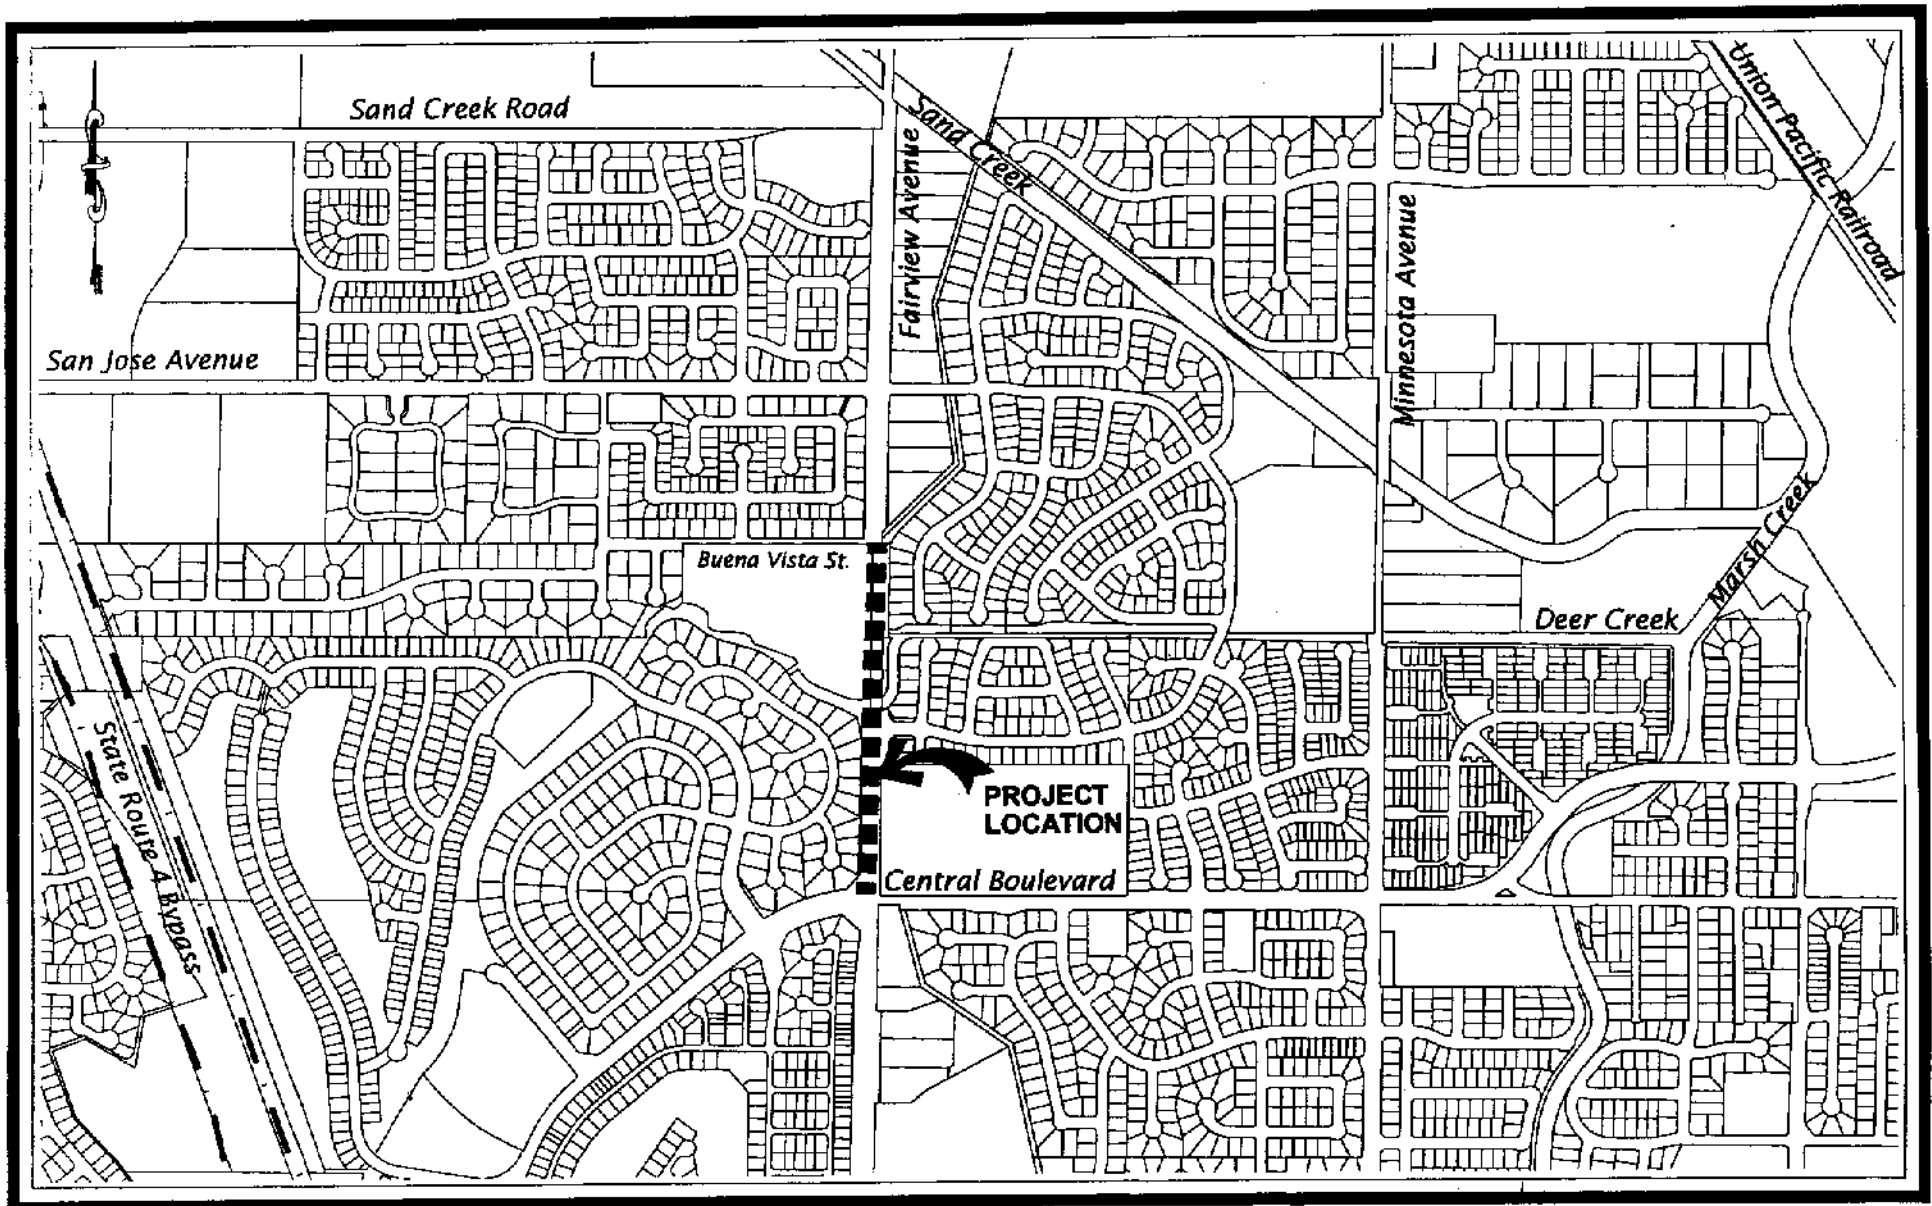 Sand Creek Road
Sand Creek
Union Pacific Railroad
Fairview Avenue
Minnesota Avenue
San Jose Avenue
Buena Vista St.
Marsh Creek
Deer Creek
State Route 4 Bypass
PROJECT
LOCATION
Central Boulevard